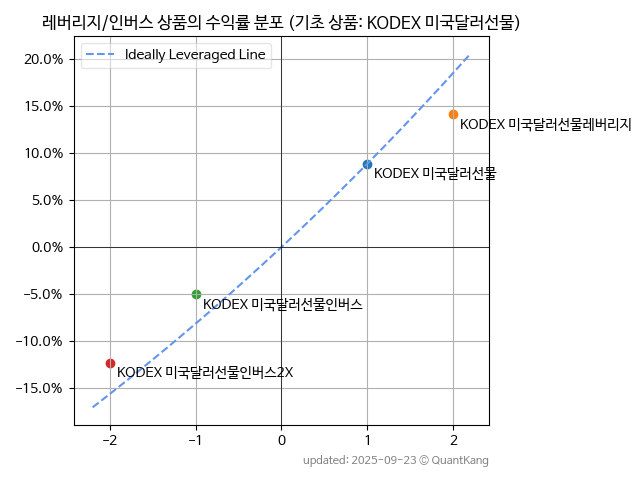 레버리지/인버스 상품의 수익률 분포 (기초 상품: KODEX 미국달러선물)
Ideally Leveraged Line
20.0%
15.0%
KODEX 미국달러선물레버리지
10.0%
KODEX 미국달러선물
5.0%
0.0%
−5.0%
KODEX 미국달러선물인버스
−10.0%
KODEX 미국달러선물인버스2X
−15.0%
−2 −1 0 1 2
updated: 2025-09-23 © QuantKang